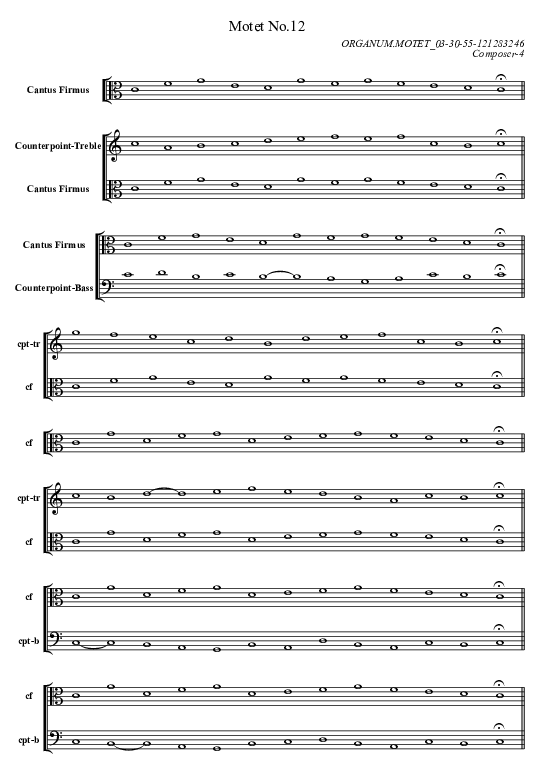 Motet No.12
ORGANUM.MOTET_03-30-55-121283246
Composer-4
Cantus Firmus
Counterpoint-Treble
Cantus Firmus
Cantus Firmus
Counterpoint-Bass
cpt-tr
cf
cf
cpt-tr
cf
cf
cpt-b
cf
cpt-b